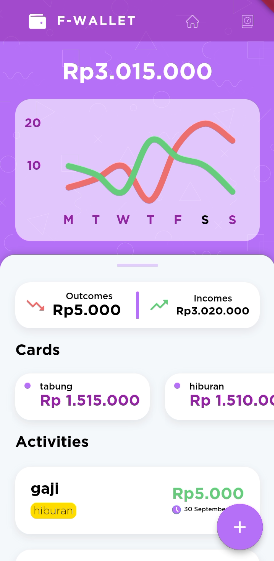 F-WALLET
Rp3.015.000
20
10
M T W T F S S
Outcomes
Rp5.000
Incomes
Rp3.020.000
Cards
tabung
Rp 1.515.000
hiburan
Rp 1.510.00
Activities
gaji
hiburan
Rp5.000
30 September